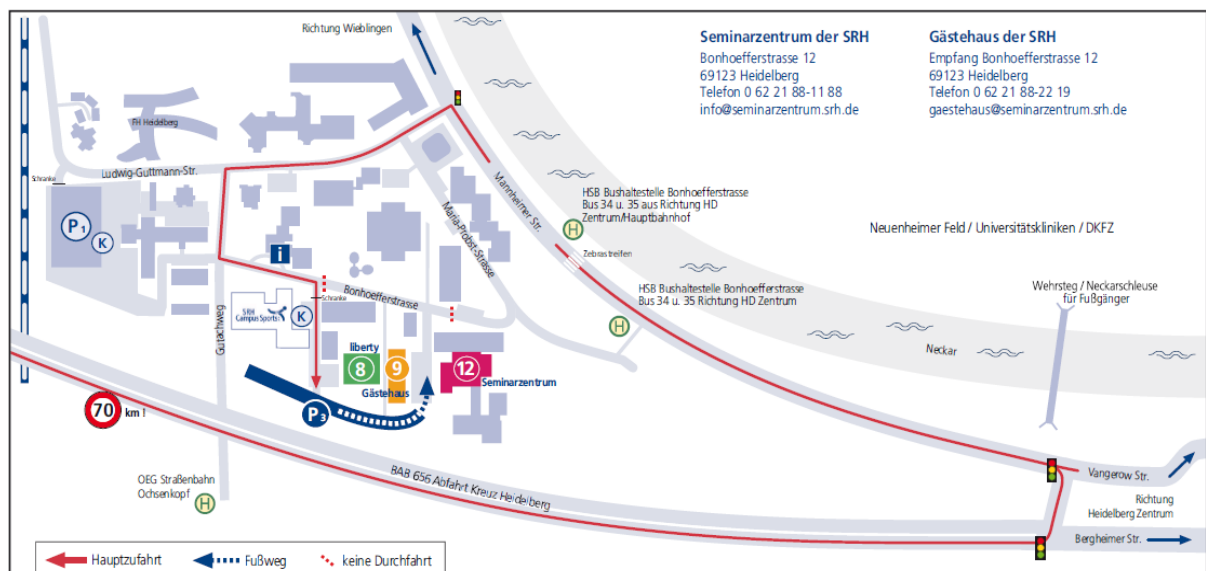 Richtung Wieblingen
Seminarzentrum der SRH
Bonhoefferstrasse 12
69123 Heidelberg
Telefon 0 62 21 88-11 88
info@seminarzentrum.srh.de
Gästehaus der SRH
Empfang Bonhoefferstrasse 12
69123 Heidelberg
Telefon 0 62 21 88-22 19
gaestehaus@seminarzentrum.srh.de
FH Heidelberg
Schranke
Ludwig-Guttmann-Str.
Mannheimer Str.
Maria-Probst-Strasse
HSB Bushaltestelle Bonhoefferstrasse
Bus 34 u. 35 aus Richtung HD
Zentrum/Hauptbahnhof
H
Neuenheimer Feld / Universitätskliniken / DKFZ
P1
K
i
Zebrastreifen
HSB Bushaltestelle Bonhoefferstrasse
Bus 34 u. 35 Richtung HD Zentrum
H
Wehrsteg / Neckarschleuse
für Fußgänger
Bonhoefferstrasse
Schranke
SRH
Campus Sports
K
Gutachweg
Neckar
liberty
8
9
12
Gästehaus
Seminarzentrum
70
km !
P3
BAB 656 Abfahrt Kreuz Heidelberg
OEG Straßenbahn
Ochsenkopf
H
Vangerow Str.
Richtung
Heidelberg Zentrum
Bergheimer Str.
Hauptzufahrt
Fußweg
keine Durchfahrt